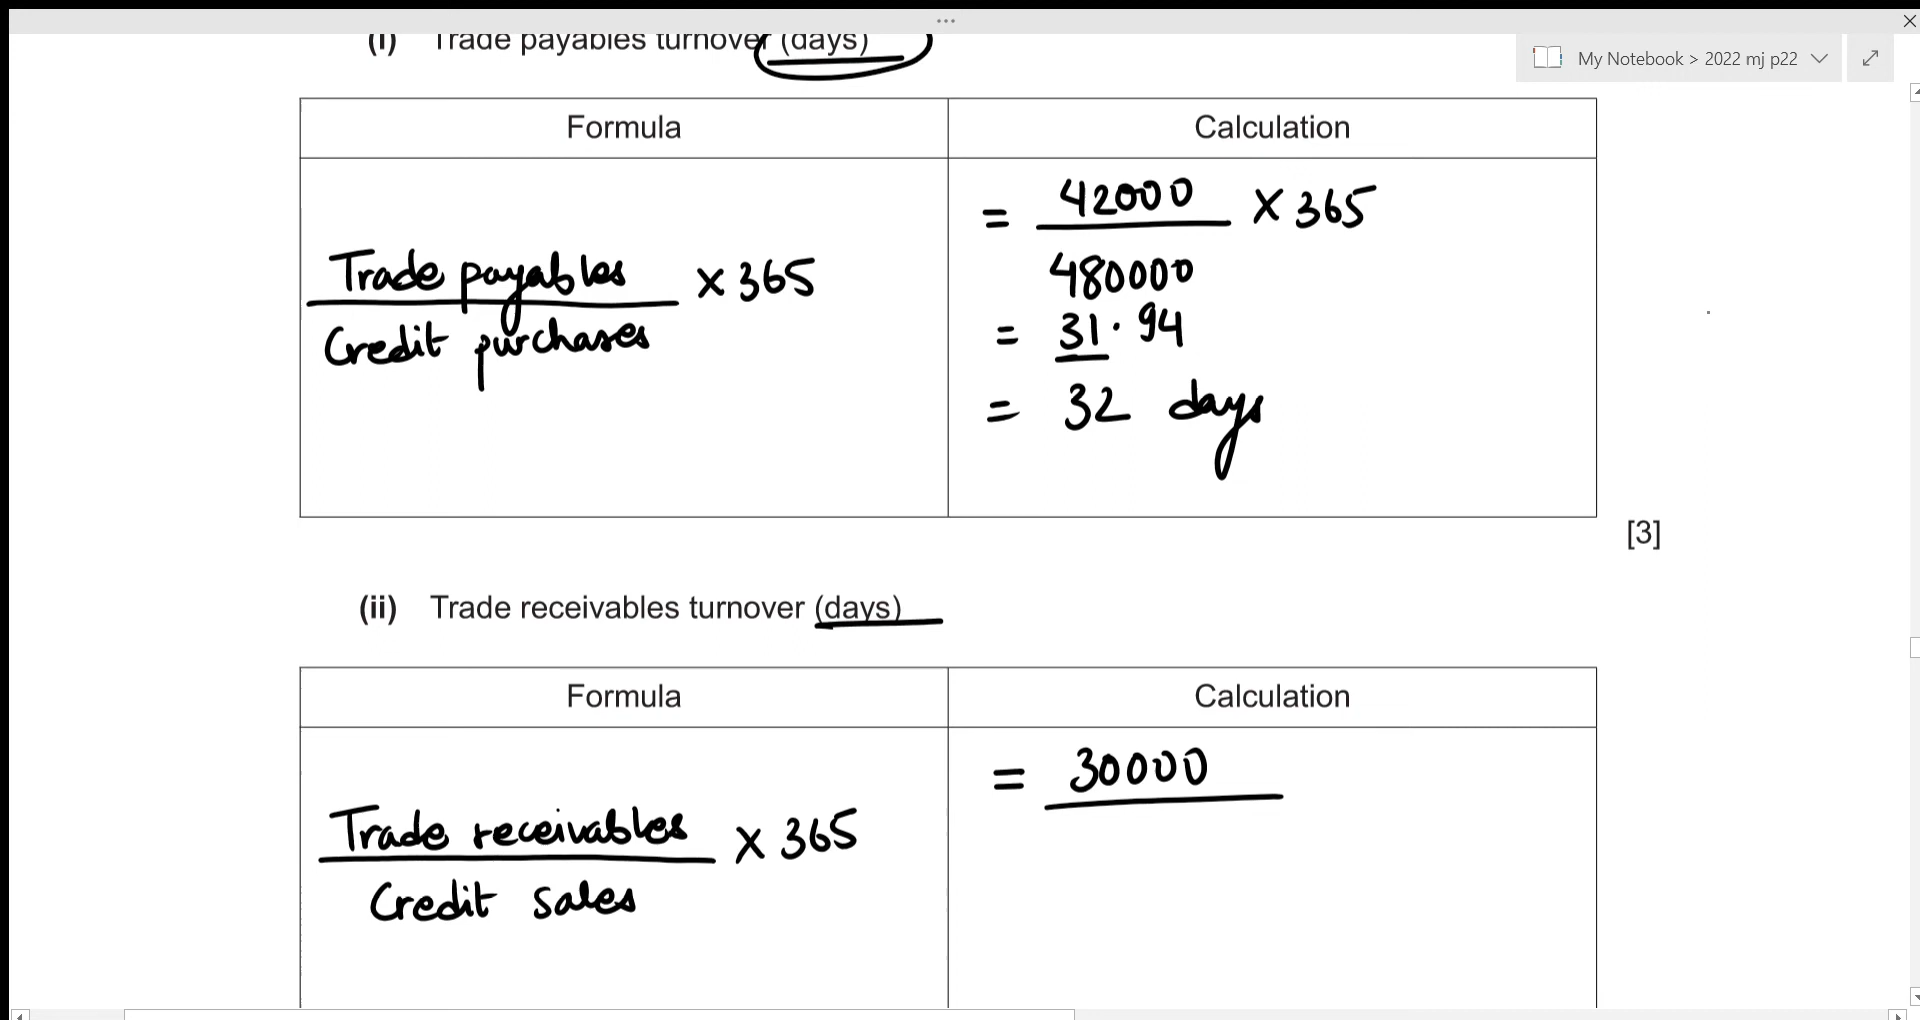 (i) Trade payables turnover (days)
My Notebook > 2022 mj p22
Formula
Calculation
Trade payables × 365
Credit purchases
= 42000 × 365
480000
= 31.94
= 32 days
[3]
(ii) Trade receivables turnover (days)
Formula
Calculation
Trade receivables × 365
Credit sales
= 30000